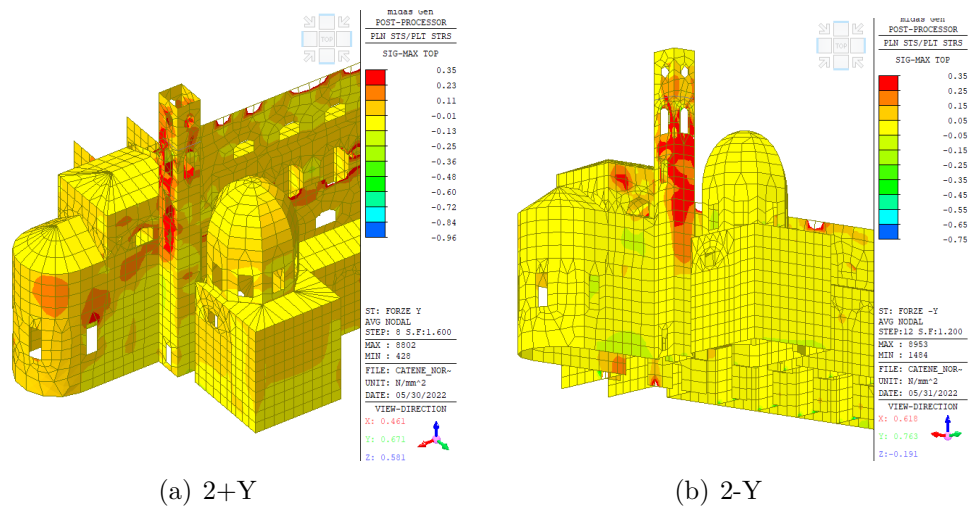 midas Gen
POST-PROCESSOR
PLN STS/PLT STRS
SIG-MAX TOP
0.35
0.23
0.11
-0.01
-0.13
-0.25
-0.36
-0.48
-0.60
-0.72
-0.84
-0.96
ST: FORZE Y
AVG NODAL
STEP: 8 S.F:1.600
MAX : 8802
MIN : 428
FILE: CATENE_NOR~
UNIT: N/mm^2
DATE: 05/30/2022
VIEW-DIRECTION
X: 0.461
Y: 0.671
Z: 0.581
TOP
(a) 2+Y
midas Gen
POST-PROCESSOR
PLN STS/PLT STRS
SIG-MAX TOP
0.35
0.25
0.15
0.05
-0.05
-0.15
-0.25
-0.35
-0.45
-0.55
-0.65
-0.75
ST: FORZE -Y
AVG NODAL
STEP:12 S.F:1.200
MAX : 8953
MIN : 1484
FILE: CATENE_NOR~
UNIT: N/mm^2
DATE: 05/31/2022
VIEW-DIRECTION
X: 0.618
Z:-0.191
TOP
(b) 2-Y